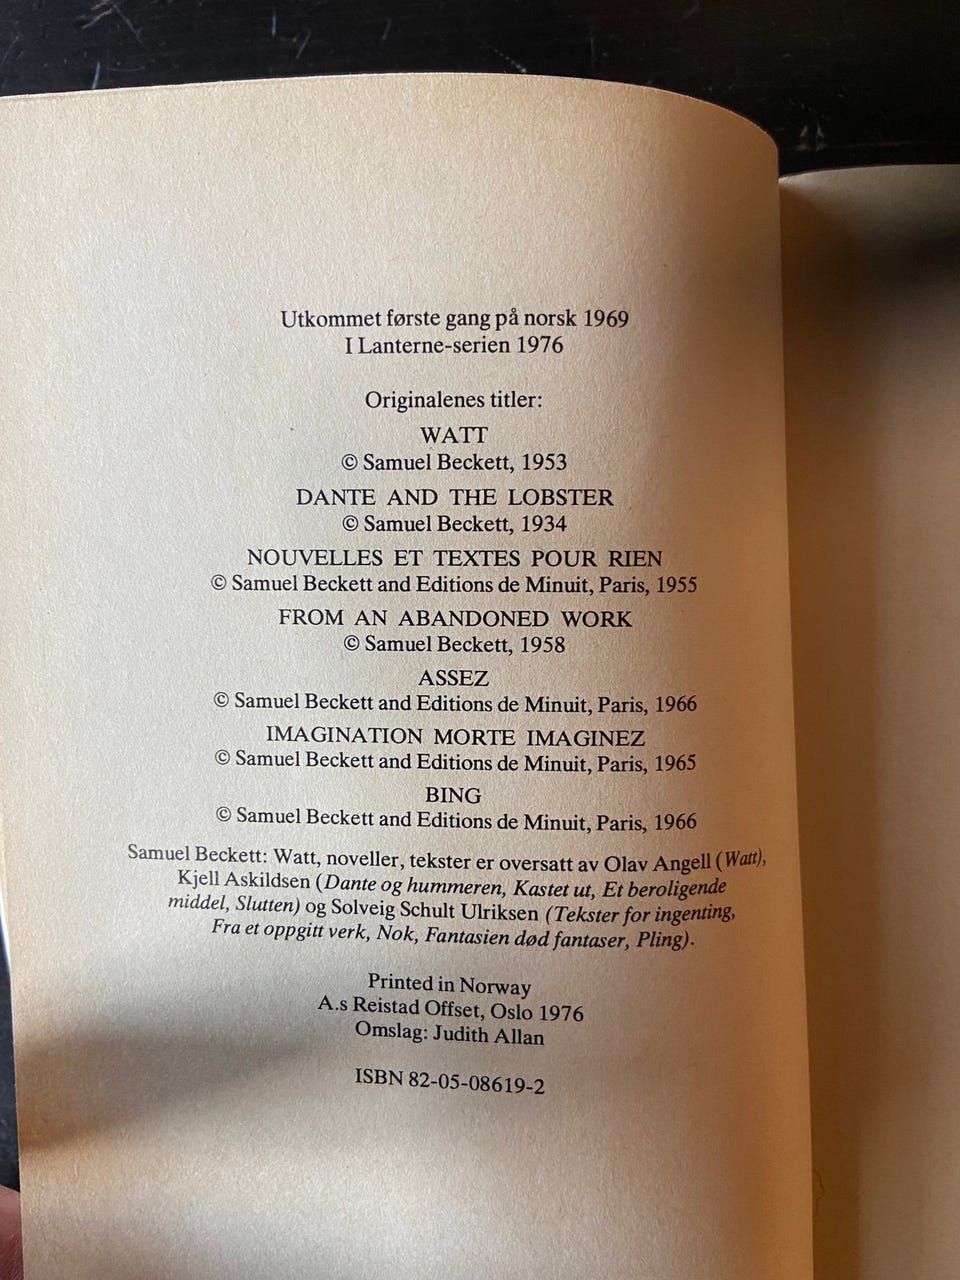 Utkommet første gang på norsk 1969
I Lanterne-serien 1976
Originalenes titler:
WATT
© Samuel Beckett, 1953
DANTE AND THE LOBSTER
© Samuel Beckett, 1934
NOUVELLES ET TEXTES POUR RIEN
© Samuel Beckett and Editions de Minuit, Paris, 1955
FROM AN ABANDONED WORK
© Samuel Beckett, 1958
ASSEZ
© Samuel Beckett and Editions de Minuit, Paris, 1966
IMAGINATION MORTE IMAGINEZ
© Samuel Beckett and Editions de Minuit, Paris, 1965
BING
© Samuel Beckett and Editions de Minuit, Paris, 1966
Samuel Beckett: Watt, noveller, tekster er oversatt av Olav Angell (Watt),
Kjell Askildsen (Dante og hummeren, Kastet ut, Et beroligende
middel, Slutten) og Solveig Schult Ulriksen (Tekster for ingenting,
Fra et oppgitt verk, Nok, Fantasien død fantaser, Pling).
Printed in Norway
A.s Reistad Offset, Oslo 1976
Omslag: Judith Allan
ISBN 82-05-08619-2